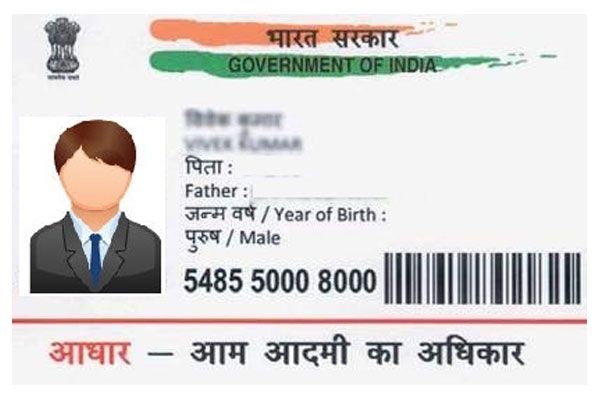 भारत सरकार
GOVERNMENT OF INDIA
VIVEK KUMAR
पिता :
Father :
जन्म वर्ष / Year of Birth :
पुरुष / Male
5485 5000 8000
आधार – आम आदमी का अधिकार